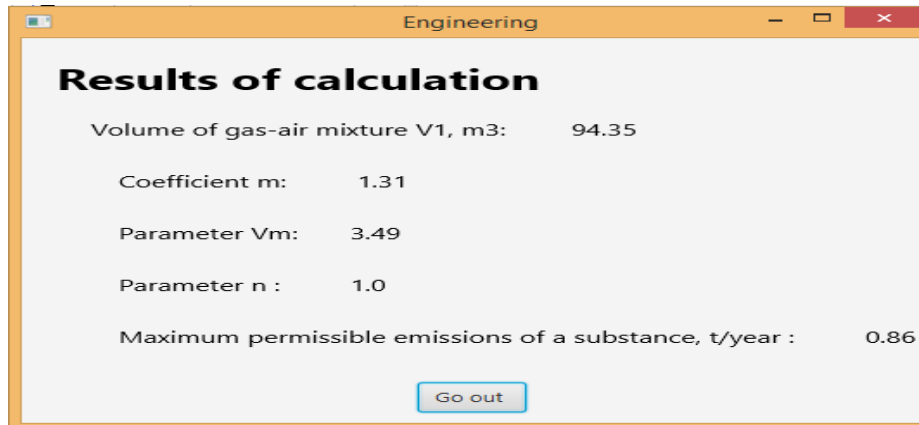 Engineering
Results of calculation
Volume of gas-air mixture V1, m3: 94.35
Coefficient m: 1.31
Parameter Vm: 3.49
Parameter n : 1.0
Maximum permissible emissions of a substance, t/year : 0.86
Go out